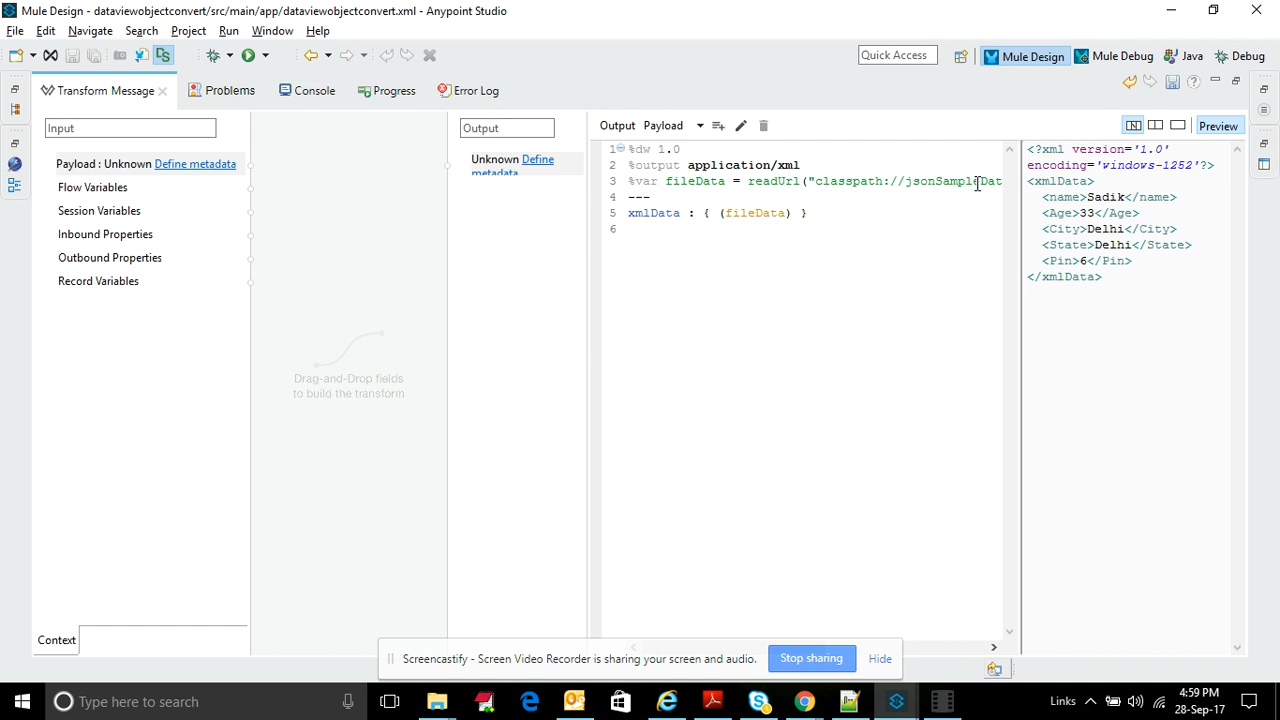 Mule Design - dataviewobjectconvert/src/main/app/dataviewobjectconvert.xml - Anypoint Studio
File Edit Navigate Search Project Run Window Help
Quick Access
Mule Design Mule Debug Java Debug
Transform Message Problems Console Progress Error Log
Input
Output
Output Payload
Preview
Payload : Unknown Define metadata
Flow Variables
Session Variables
Inbound Properties
Outbound Properties
Record Variables
Drag-and-Drop fields
to build the transform
Unknown Define
metadata
1 %dw 1.0
2 %output application/xml
3 %var fileData = readUrl("classpath://jsonSampleDat
4 ---
5 xmlData : { (fileData) }
6
<?xml version='1.0'
encoding='windows-1252'?>
<xmlData>
<name>Sadik</name>
<Age>33</Age>
<City>Delhi</City>
<State>Delhi</State>
<Pin>6</Pin>
</xmlData>
Context
Screencastify - Screen Video Recorder is sharing your screen and audio. Stop sharing Hide
Type here to search
Links
4:59 PM
28-Sep-17